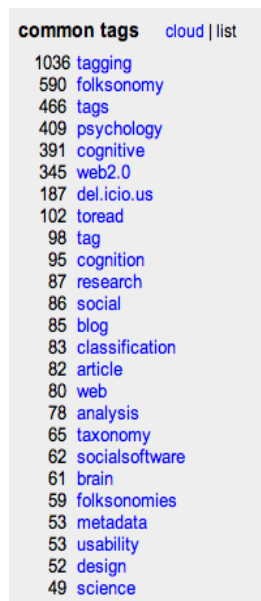 common tags cloud | list
1036 tagging
590 folksonomy
466 tags
409 psychology
391 cognitive
345 web2.0
187 del.icio.us
102 toread
98 tag
95 cognition
87 research
86 social
85 blog
83 classification
82 article
80 web
78 analysis
65 taxonomy
62 socialsoftware
61 brain
59 folksonomies
53 metadata
53 usability
52 design
49 science